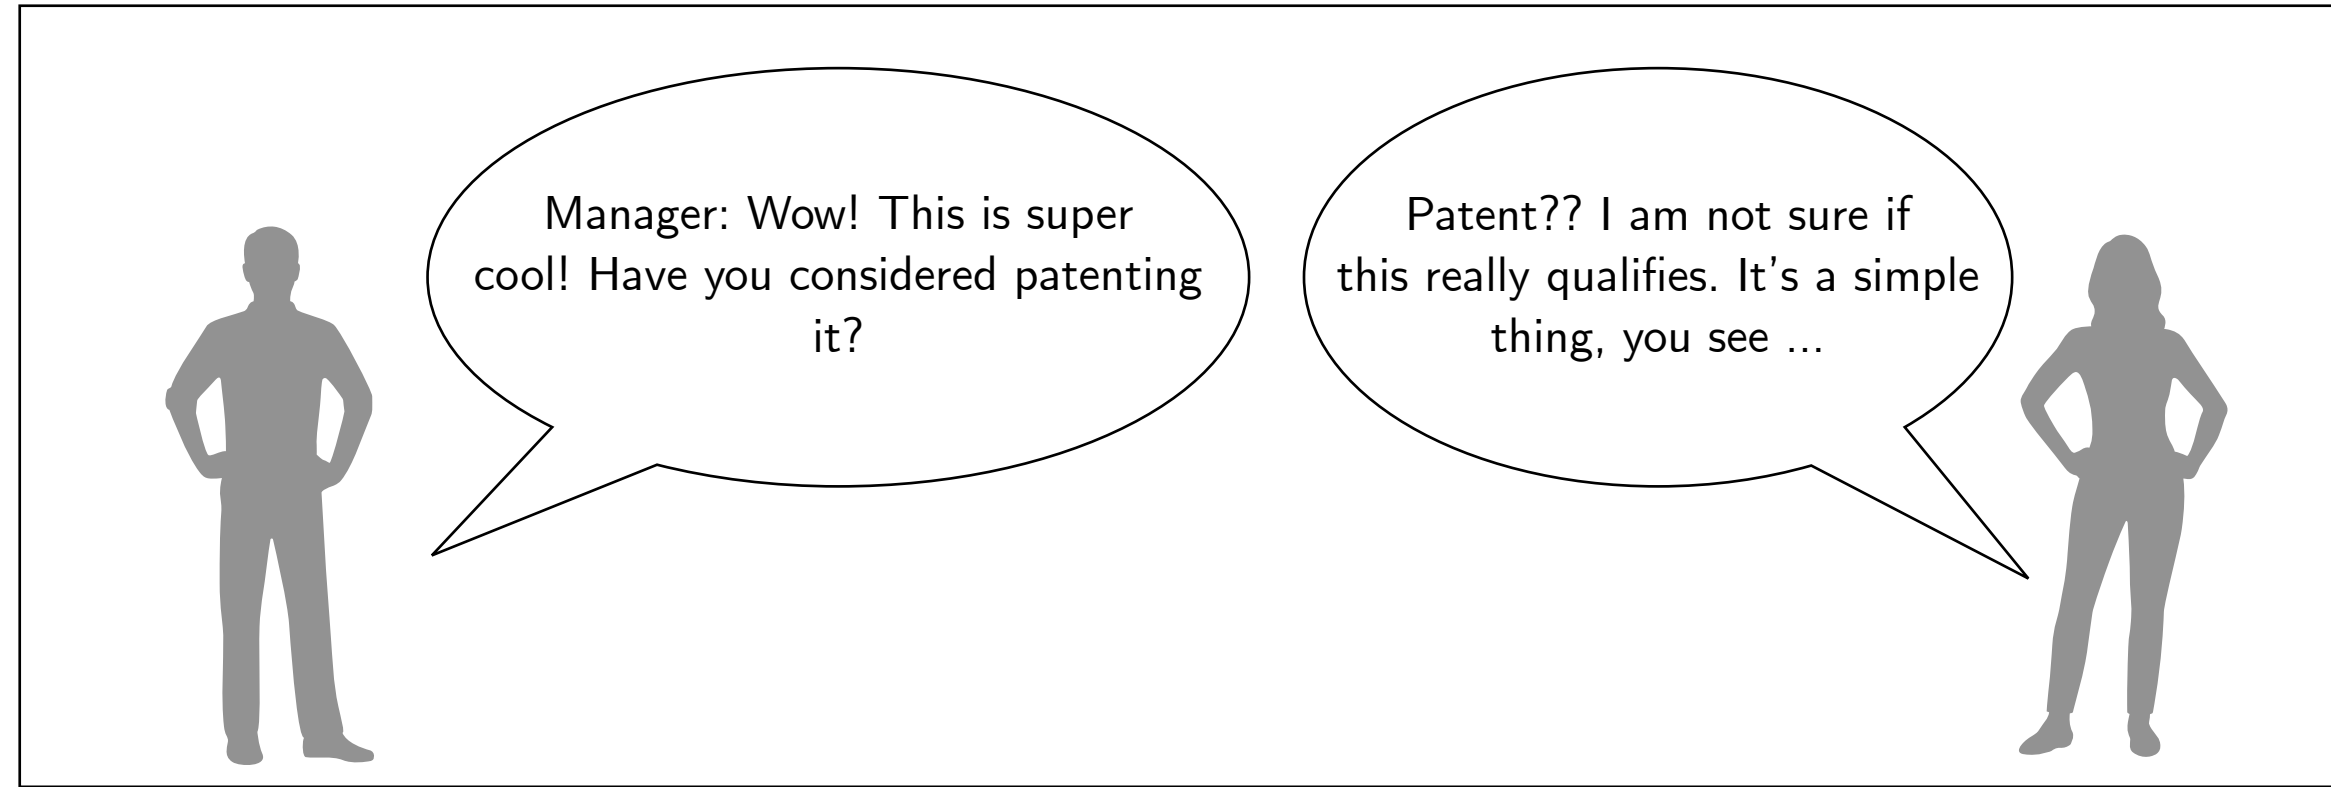 Manager: Wow! This is super
cool! Have you considered patenting
it?
Patent?? I am not sure if
this really qualifies. It's a simple
thing, you see ...